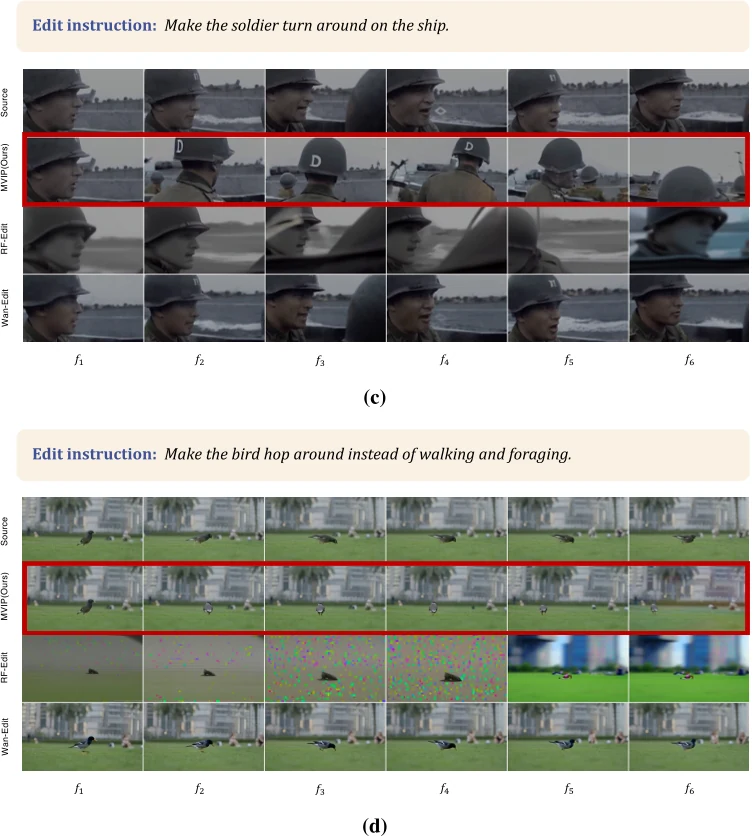 Edit instruction: Make the soldier turn around on the ship.
Source
MVIP(Ours)
D
D
D
RF-Edit
Wan-Edit
f1 f2 f3 f4 f5 f6
(c)
Edit instruction: Make the bird hop around instead of walking and foraging.
Source
MVIP(Ours)
RF-Edit
Wan-Edit
f1 f2 f3 f4 f5 f6
(d)